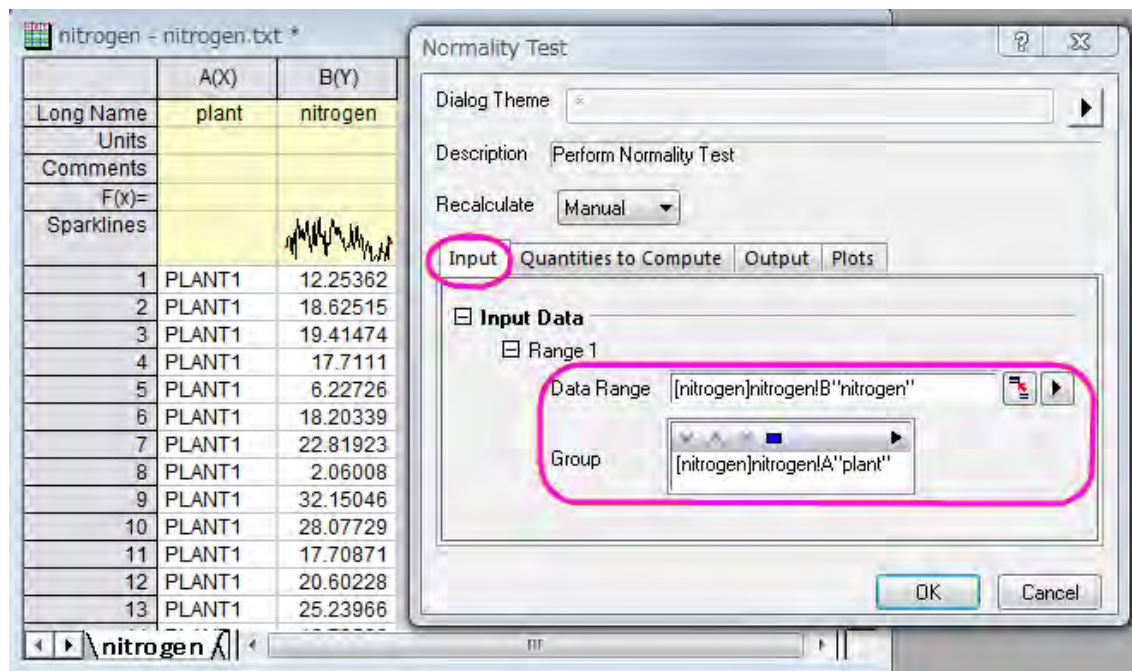 nitrogen - nitrogen.txt *
A(X) B(Y)
Long Name plant nitrogen
Units
Comments
F(x)=
Sparklines
1 PLANT1 12.25362
2 PLANT1 18.62515
3 PLANT1 19.41474
4 PLANT1 17.7111
5 PLANT1 6.22726
6 PLANT1 18.20339
7 PLANT1 22.81923
8 PLANT1 2.06008
9 PLANT1 32.15046
10 PLANT1 28.07729
11 PLANT1 17.70871
12 PLANT1 20.60228
13 PLANT1 25.23966
nitrogen
Normality Test
Dialog Theme *
Description Perform Normality Test
Recalculate Manual
Input Quantities to Compute Output Plots
Input Data
Range 1
Data Range [nitrogen]nitrogen!B"nitrogen"
Group [nitrogen]nitrogen!A"plant"
OK Cancel